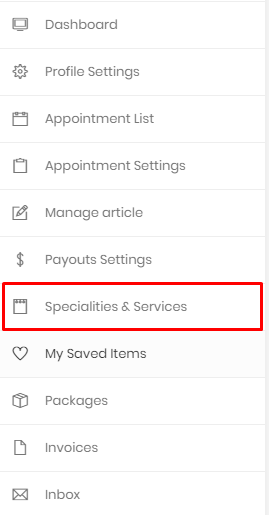 Dashboard
Profile Settings
Appointment List
Appointment Settings
Manage article
Payouts Settings
Specialities & Services
My Saved Items
Packages
Invoices
Inbox